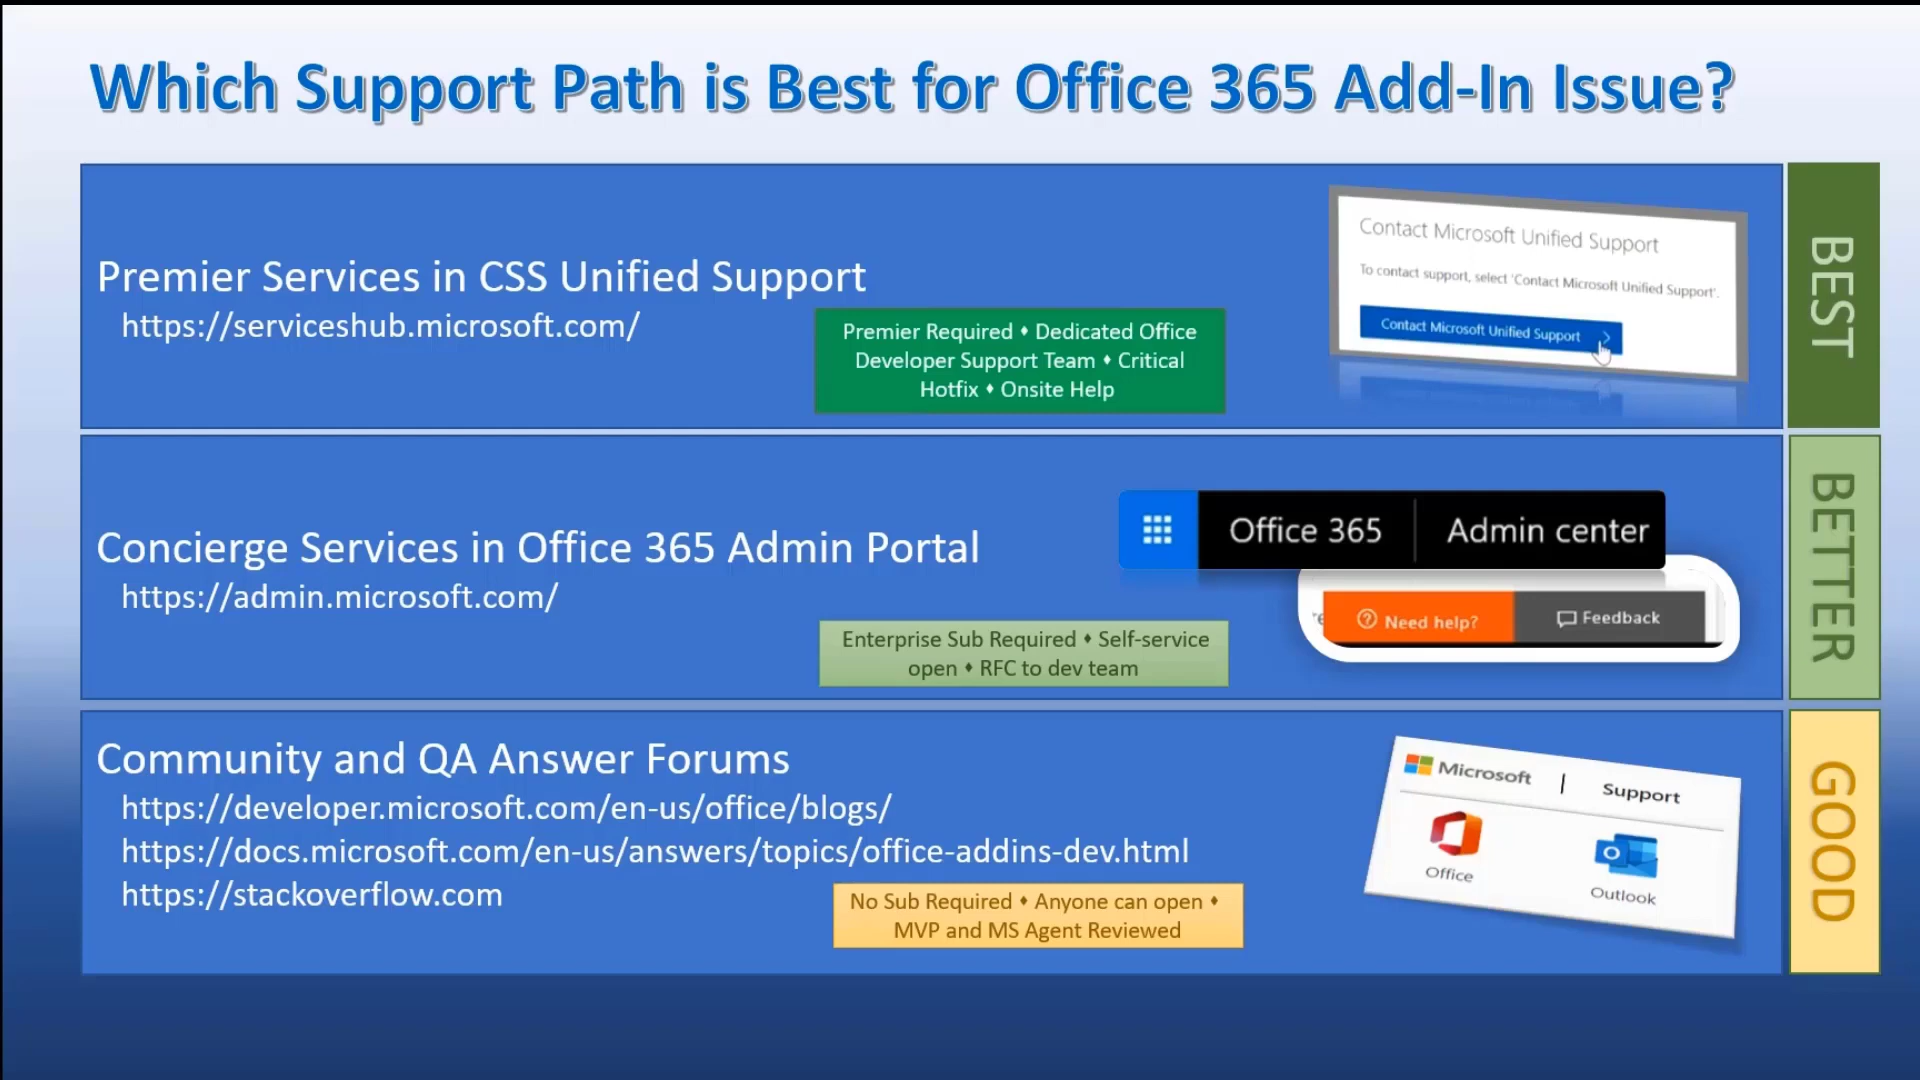 Which Support Path is Best for Office 365 Add-In Issue?
Premier Services in CSS Unified Support
https://serviceshub.microsoft.com/
Premier Required • Dedicated Office
Developer Support Team • Critical
Hotfix • Onsite Help
Contact Microsoft Unified Support
To contact support, select 'Contact Microsoft Unified Support'.
Contact Microsoft Unified Support
BEST
Concierge Services in Office 365 Admin Portal
https://admin.microsoft.com/
Enterprise Sub Required • Self-service
open • RFC to dev team
Office 365 | Admin center
Need help?
Feedback
BETTER
Community and QA Answer Forums
https://developer.microsoft.com/en-us/office/blogs/
https://docs.microsoft.com/en-us/answers/topics/office-addins-dev.html
https://stackoverflow.com
No Sub Required • Anyone can open •
MVP and MS Agent Reviewed
Microsoft | Support
Office
Outlook
GOOD